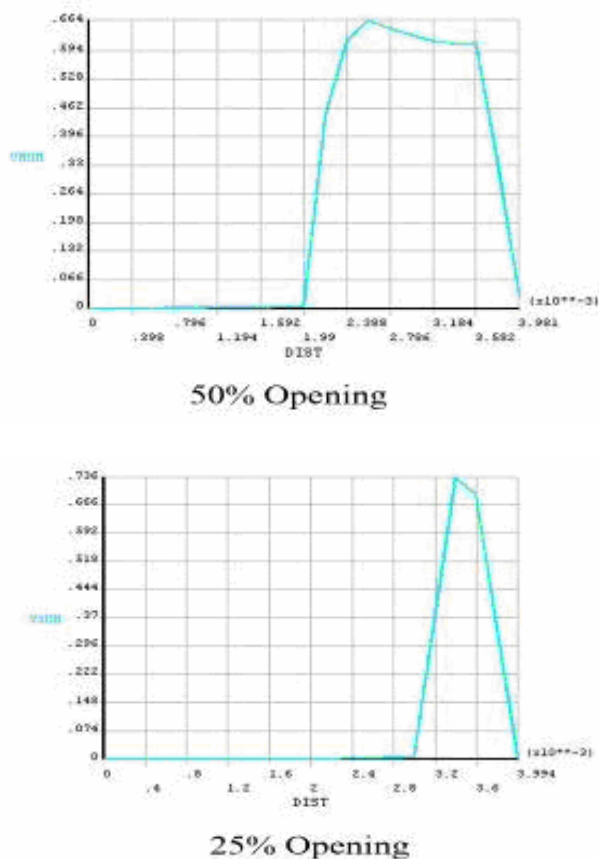 .664
.594
.528
.462
.396
.33
.264
.198
.132
.066
0
(x10**-3)
0 .796 1.592 2.388 3.184 3.981
.398 1.194 1.99 2.786 3.582
DIST
50% Opening
.736
.666
.592
.518
.444
.37
.296
.222
.148
.074
0
(x10**-3)
0 .8 1.6 2.4 3.2 3.994
.4 1.2 2 2.8 3.6
DIST
25% Opening